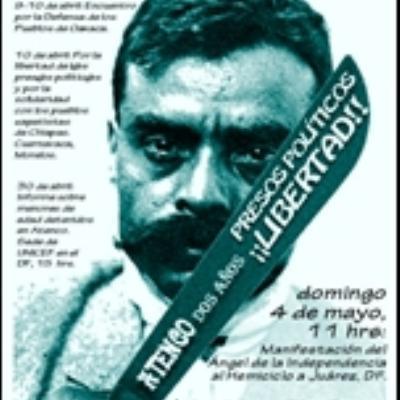 9-10 de abril Encuentro
por la Defensa de los
Pueblos de Oaxaca.
10 de abril Por la
libertad de los
presos políticos
y por la
solidaridad
con los pueblos
zapatistas
de Chiapas.
Cuernavaca,
Morelos.
30 de abril
Informe sobre
menores de
edad detenidos
en Atenco.
Sede de
UNICEF en el
DF, 15 hrs.
ATENCO DOS AÑOS
PRESOS POLITICOS
¡¡LIBERTAD!!
domingo
4 de mayo,
11 hrs:
Manifestación del
Ángel de la Independencia
al Hemiciclo a Juárez, DF.